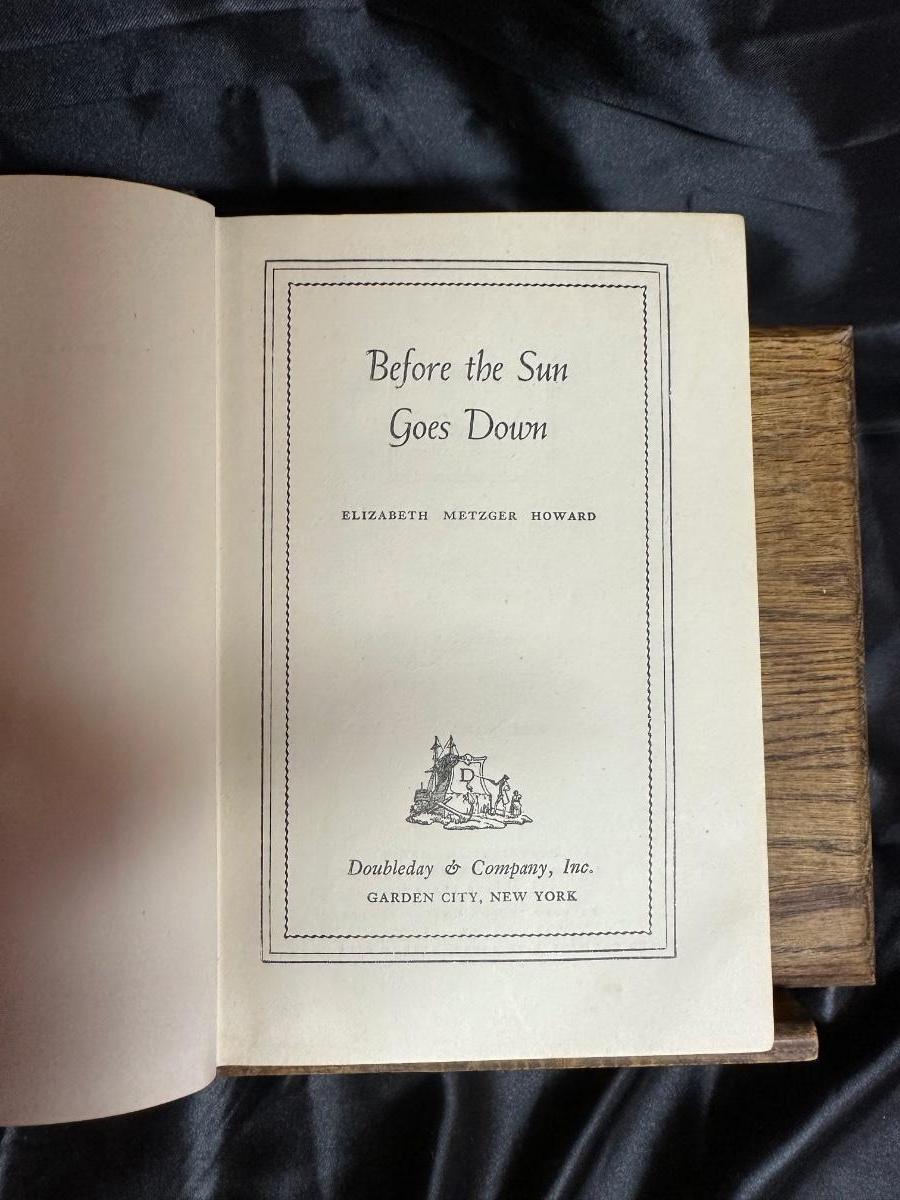 Before the Sun
Goes Down
ELIZABETH METZGER HOWARD
D
Doubleday & Company, Inc.
GARDEN CITY, NEW YORK